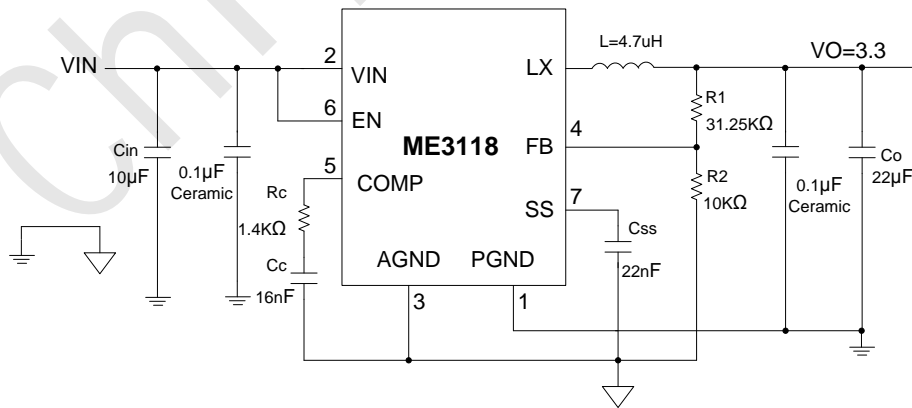 L=4.7uH
VO=3.3
VIN
2
VIN
LX
6
EN
R1
31.25KΩ
4
ME3118
FB
Cin
10µF
0.1µF
Ceramic
5
COMP
R2
10KΩ
0.1µF
Ceramic
Co
22µF
Rc
1.4KΩ
7
SS
Css
22nF
Cc
16nF
AGND
PGND
3
1